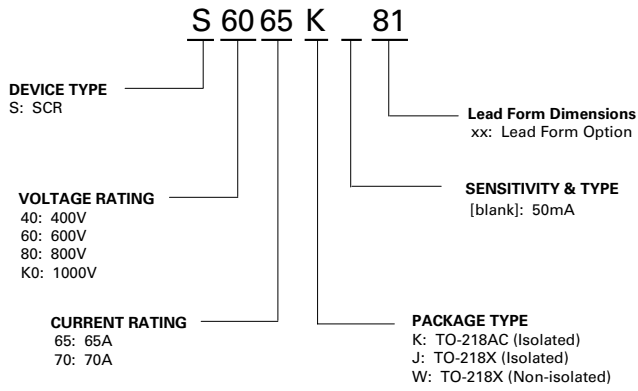 S 60 65 K _ 81
DEVICE TYPE
S: SCR
Lead Form Dimensions
xx: Lead Form Option
VOLTAGE RATING
40: 400V
60: 600V
80: 800V
K0: 1000V
SENSITIVITY & TYPE
[blank]: 50mA
CURRENT RATING
65: 65A
70: 70A
PACKAGE TYPE
K: TO-218AC (Isolated)
J: TO-218X (Isolated)
W: TO-218X (Non-isolated)